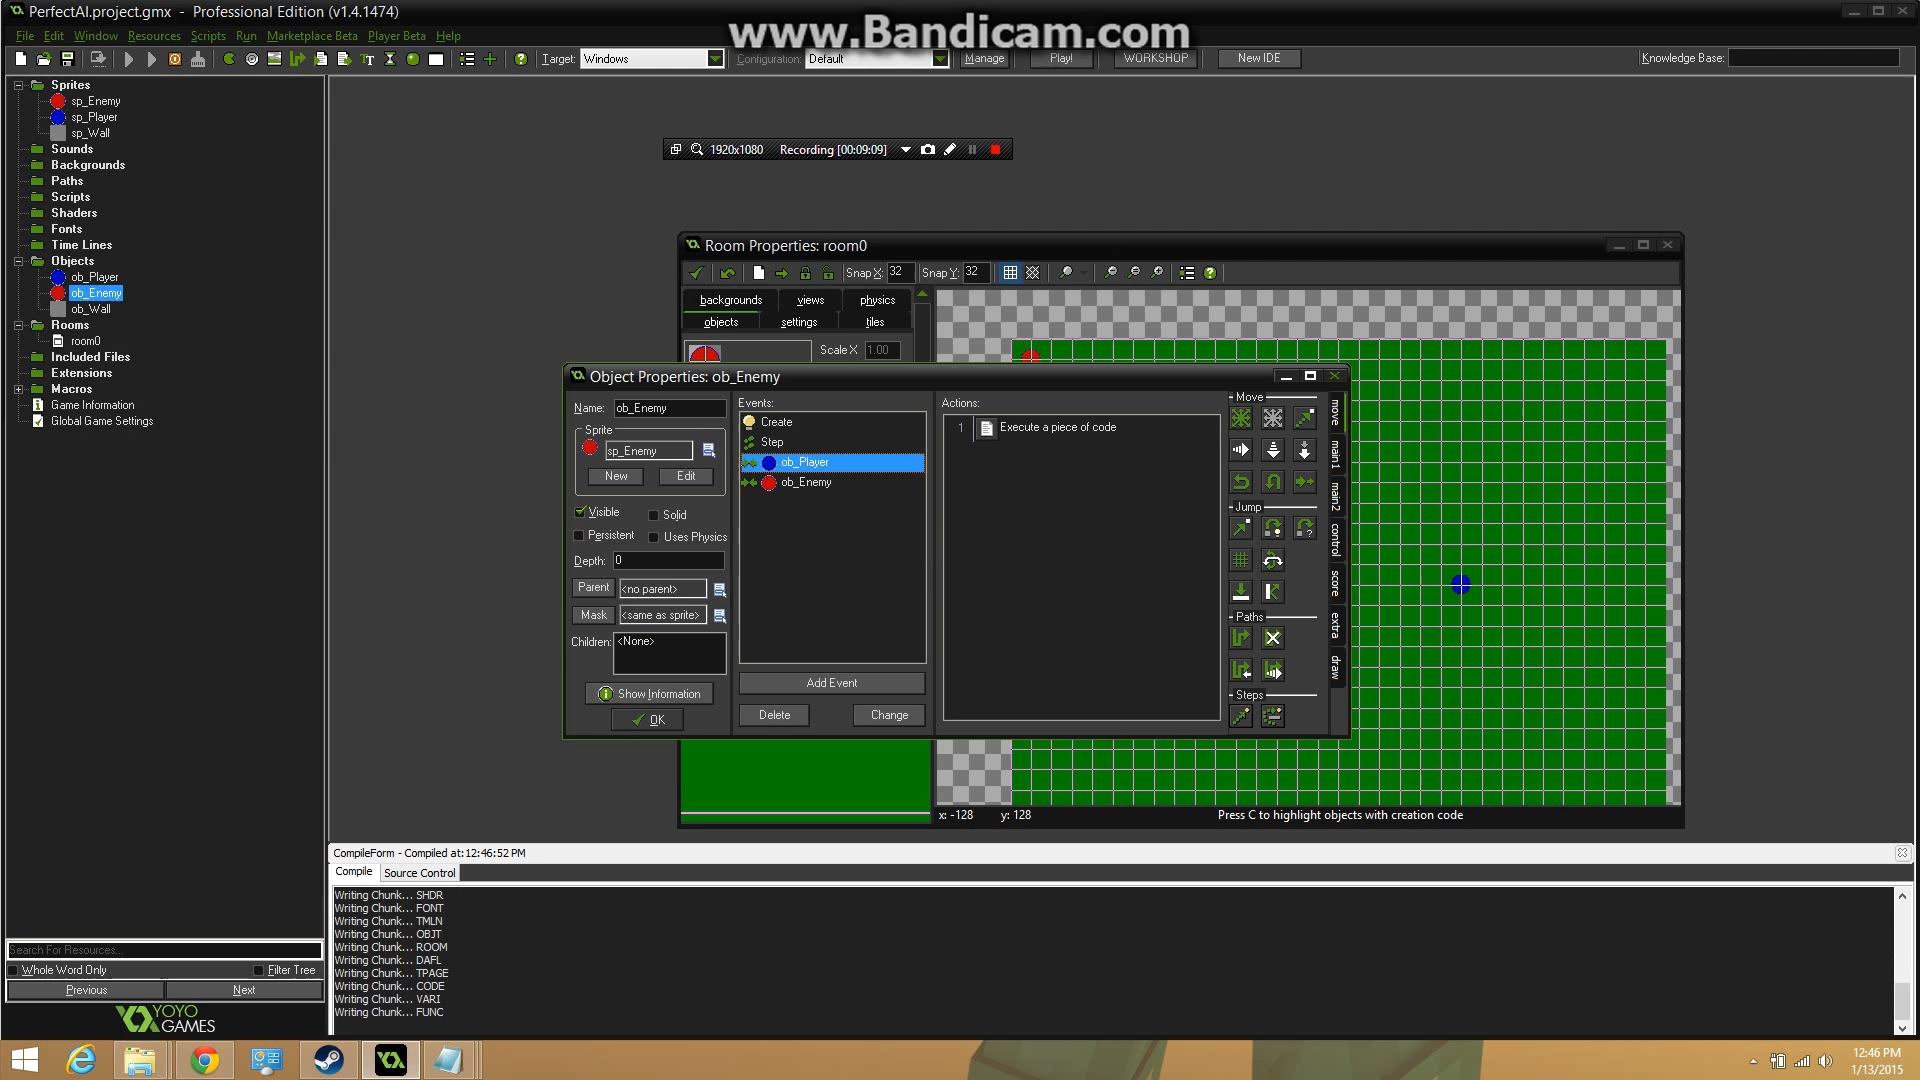 PerfectAI.project.gmx - Professional Edition (v1.4.1474)
www.Bandicam.com
File Edit Window Resources Scripts Run Marketplace Beta Player Beta Help
Target: Windows Configuration: Default Manage Play! WORKSHOP New IDE Knowledge Base:
Sprites
sp_Enemy
sp_Player
sp_Wall
Sounds
Backgrounds
Paths
Scripts
Shaders
Fonts
Time Lines
Objects
ob_Player
ob_Enemy
ob_Wall
Rooms
room0
Included Files
Extensions
Macros
Game Information
Global Game Settings
Search For Resources...
Whole Word Only Filter Tree
Previous Next
YOYO
GAMES
1920x1080 Recording [00:09:09]
Room Properties: room0
Snap X: 32 Snap Y: 32
backgrounds views physics
objects settings tiles
Scale X 1.00
Object Properties: ob_Enemy
Name: ob_Enemy
Sprite
sp_Enemy
New Edit
Visible Solid
Persistent Uses Physics
Depth: 0
Parent <no parent>
Mask <same as sprite>
Children: <None>
Show Information
OK
Events:
Create
Step
ob_Player
ob_Enemy
Add Event
Delete Change
Actions:
1 Execute a piece of code
Move
Jump
Paths
Steps
move
main1
main2
control
score
extra
draw
x: -128 y: 128 Press C to highlight objects with creation code
CompileForm - Compiled at:12:46:52 PM
Compile Source Control
Writing Chunk... SHDR
Writing Chunk... FONT
Writing Chunk... TMLN
Writing Chunk... OBJT
Writing Chunk... ROOM
Writing Chunk... DAFL
Writing Chunk... TPAGE
Writing Chunk... CODE
Writing Chunk... VARI
Writing Chunk... FUNC
12:46 PM
1/13/2015